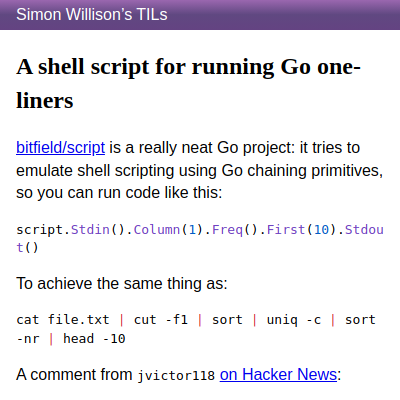 Simon Willison’s TILs
A shell script for running Go one-
liners
bitfield/script is a really neat Go project: it tries to
emulate shell scripting using Go chaining primitives,
so you can run code like this:
script.Stdin().Column(1).Freq().First(10).Stdou
t()
To achieve the same thing as:
cat file.txt | cut -f1 | sort | uniq -c | sort
-nr | head -10
A comment from jvictor118 on Hacker News: